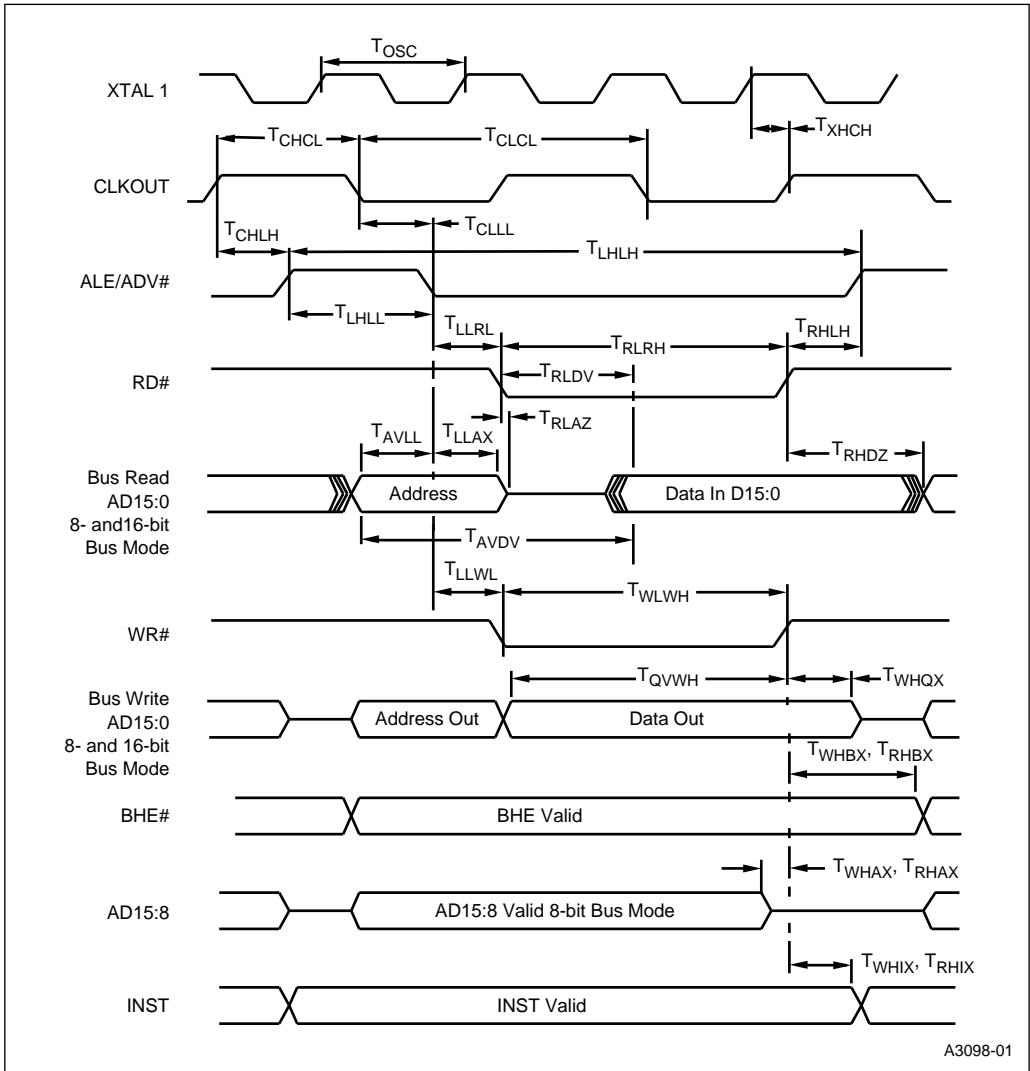 TOSC
XTAL 1
TXHCH
TCHCL
TCLCL
CLKOUT
TCLLL
TCHLH
TLHLH
ALE/ADV#
TLHLL
TLLRL
TRLRH
TRHLH
RD#
TRLDV
TRLAZ
TAVLL
TLLAX
TRHDZ
Bus Read
AD15:0
8- and16-bit
Bus Mode
Address
Data In D15:0
TAVDV
TLLWL
TWLWH
WR#
TQVWH
TWHQX
Bus Write
AD15:0
8- and 16-bit
Bus Mode
Address Out
Data Out
TWHBX, TRHBX
BHE#
BHE Valid
TWHAX, TRHAX
AD15:8
AD15:8 Valid 8-bit Bus Mode
TWHIX, TRHIX
INST
INST Valid
A3098-01